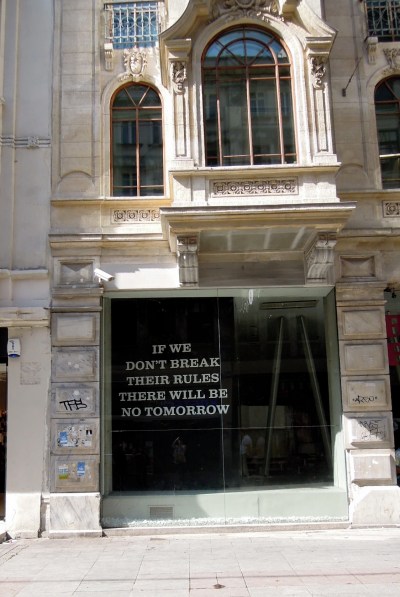 IF WE
DON'T BREAK
THEIR RULES
THERE WILL BE
NO TOMORROW